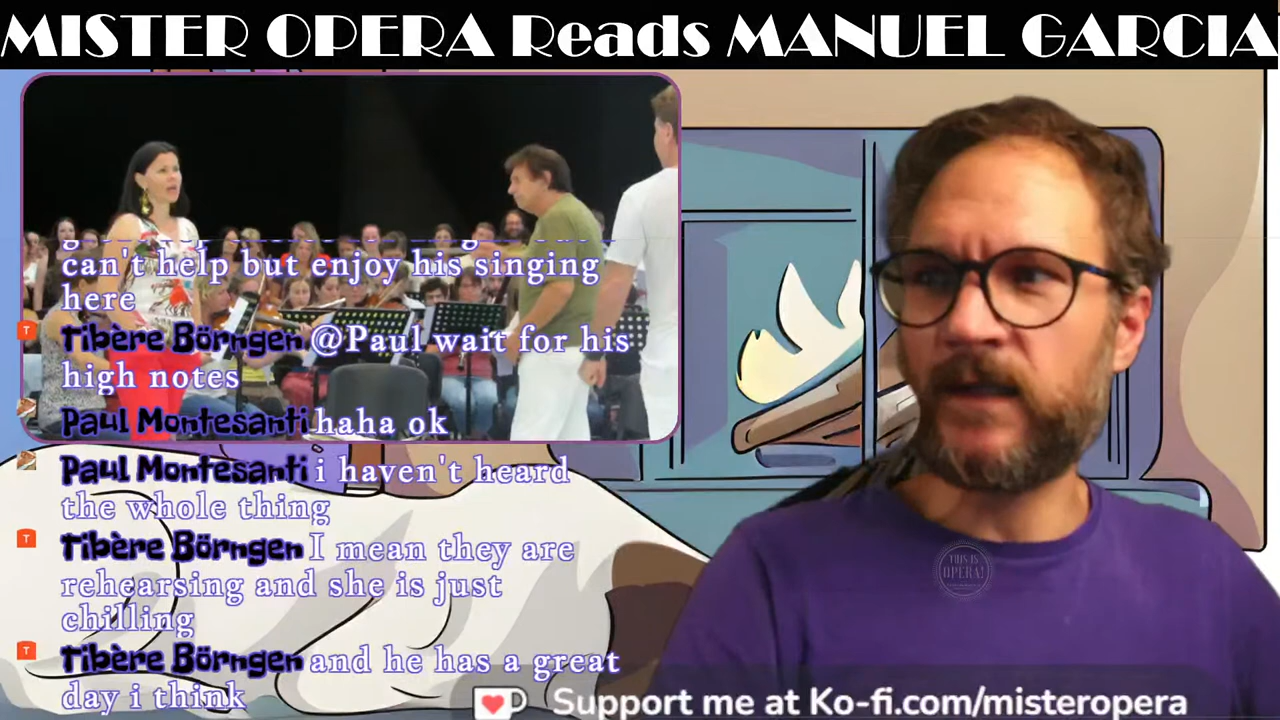 MISTER OPERA Reads MANUEL GARCIA
can't help but enjoy his singing
here
T
Tibère Börngen @Paul wait for his
high notes
Paul Montesanti haha ok
Paul Montesanti i haven't heard
the whole thing
T
Tibère Börngen I mean they are
rehearsing and she is just
chilling
T
Tibère Börngen and he has a great
day i think
THIS IS
OPERA!
Support me at Ko-fi.com/misteropera